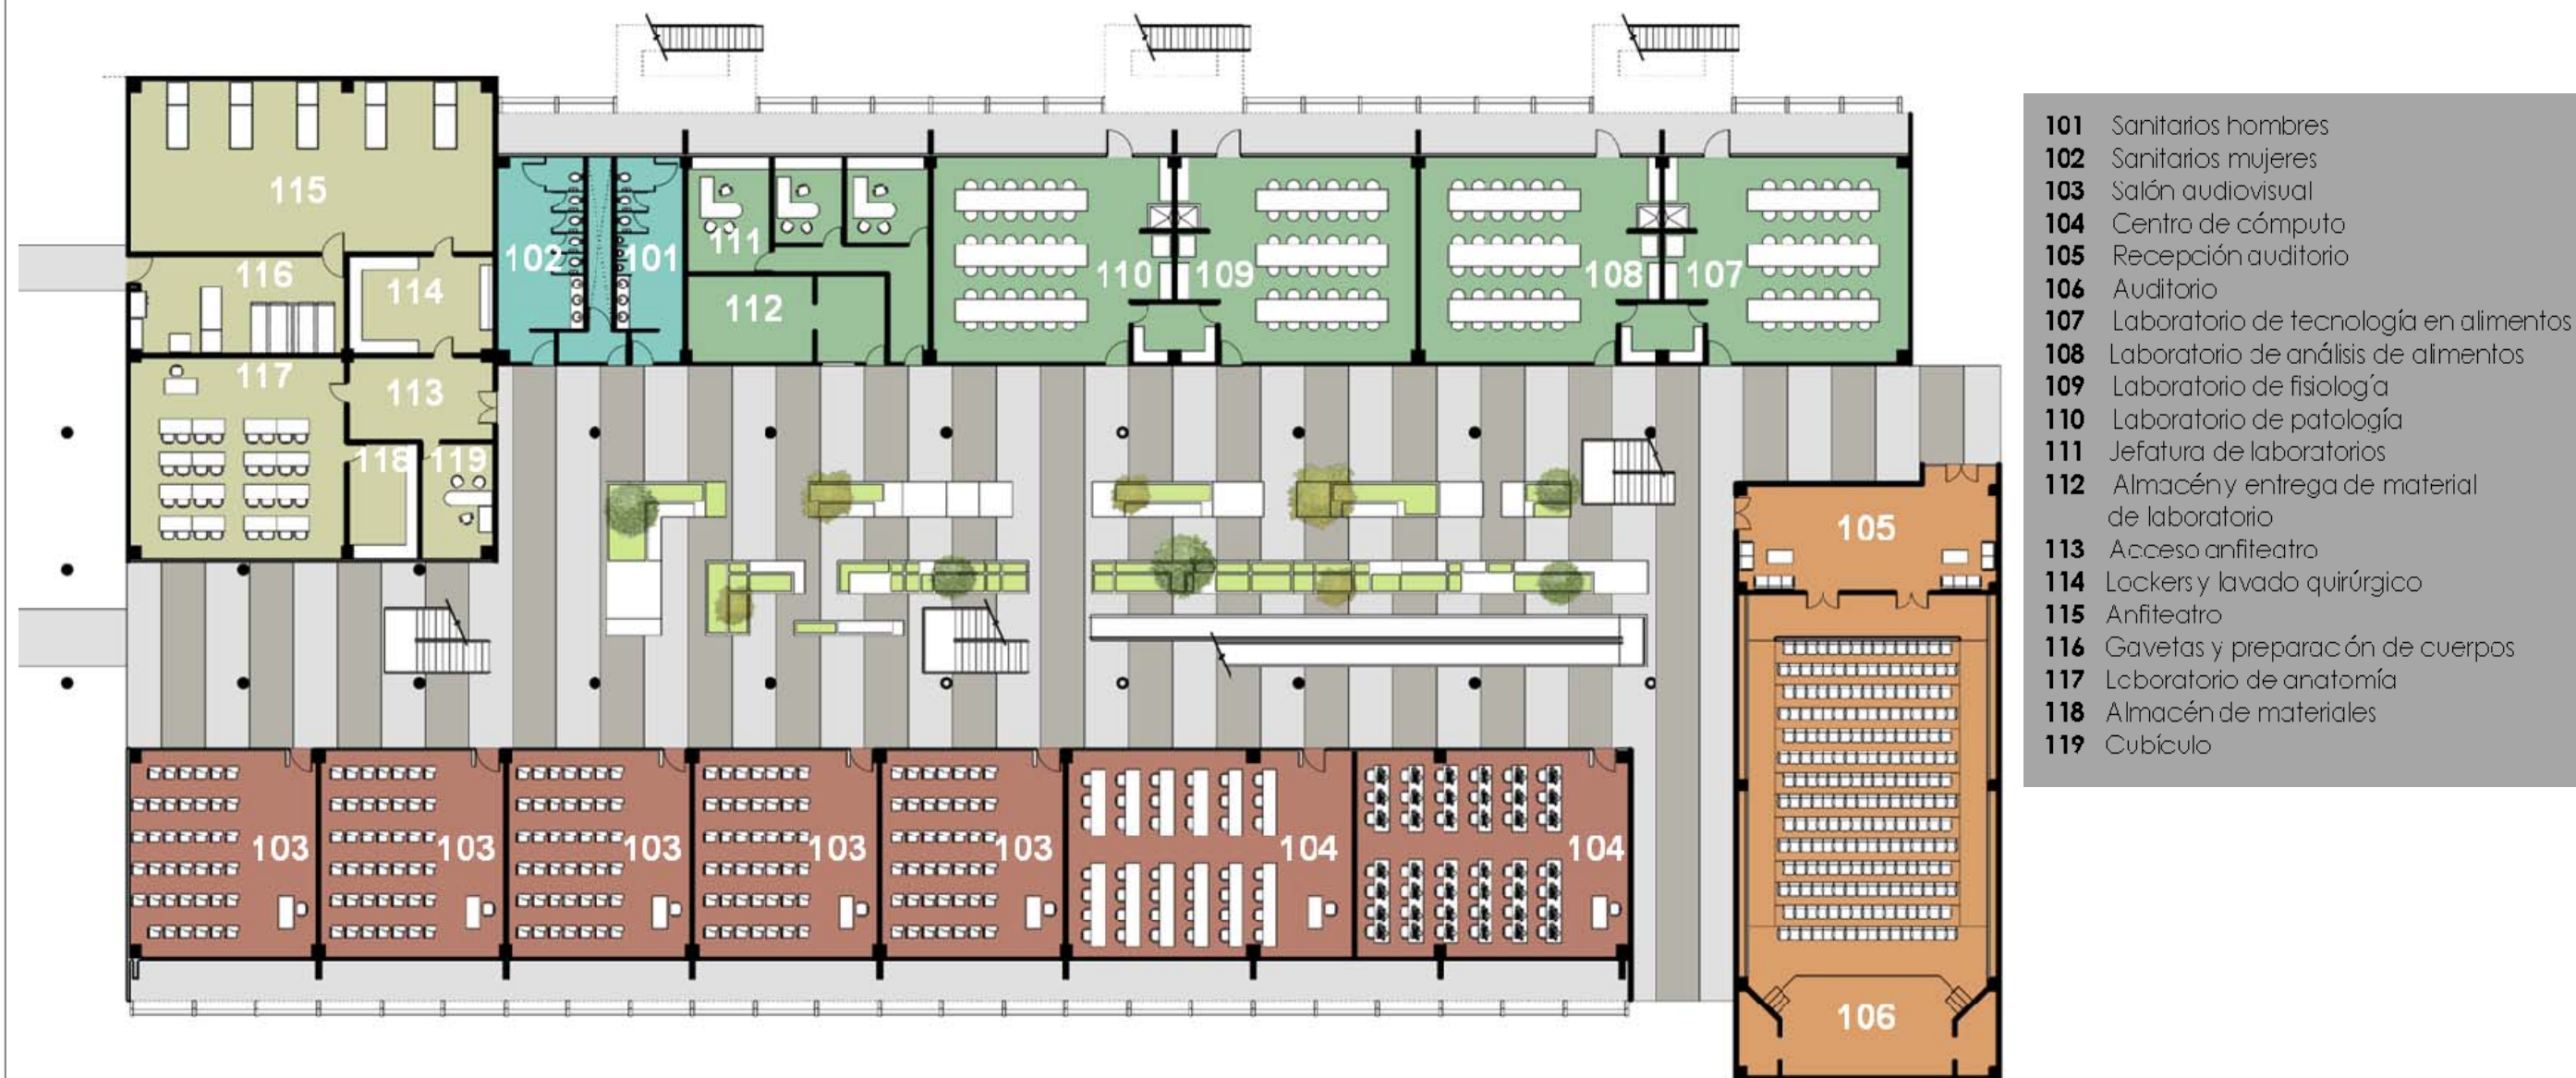 115
116
114
102
101
111
112
110
109
108
107
117
113
118
119
105
103
103
103
103
103
104
104
106
101 Sanitarios hombres
102 Sanitarios mujeres
103 Salón audiovisual
104 Centro de cómputo
105 Recepción auditorio
106 Auditorio
107 Laboratorio de tecnología en alimentos
108 Laboratorio de análisis de alimentos
109 Laboratorio de fisiología
110 Laboratorio de patología
111 Jefatura de laboratorios
112 Almacén y entrega de material
de laboratorio
113 Acceso anfiteatro
114 Lockers y lavado quirúrgico
115 Anfiteatro
116 Gavetas y preparación de cuerpos
117 Laboratorio de anatomía
118 Almacén de materiales
119 Cubículo